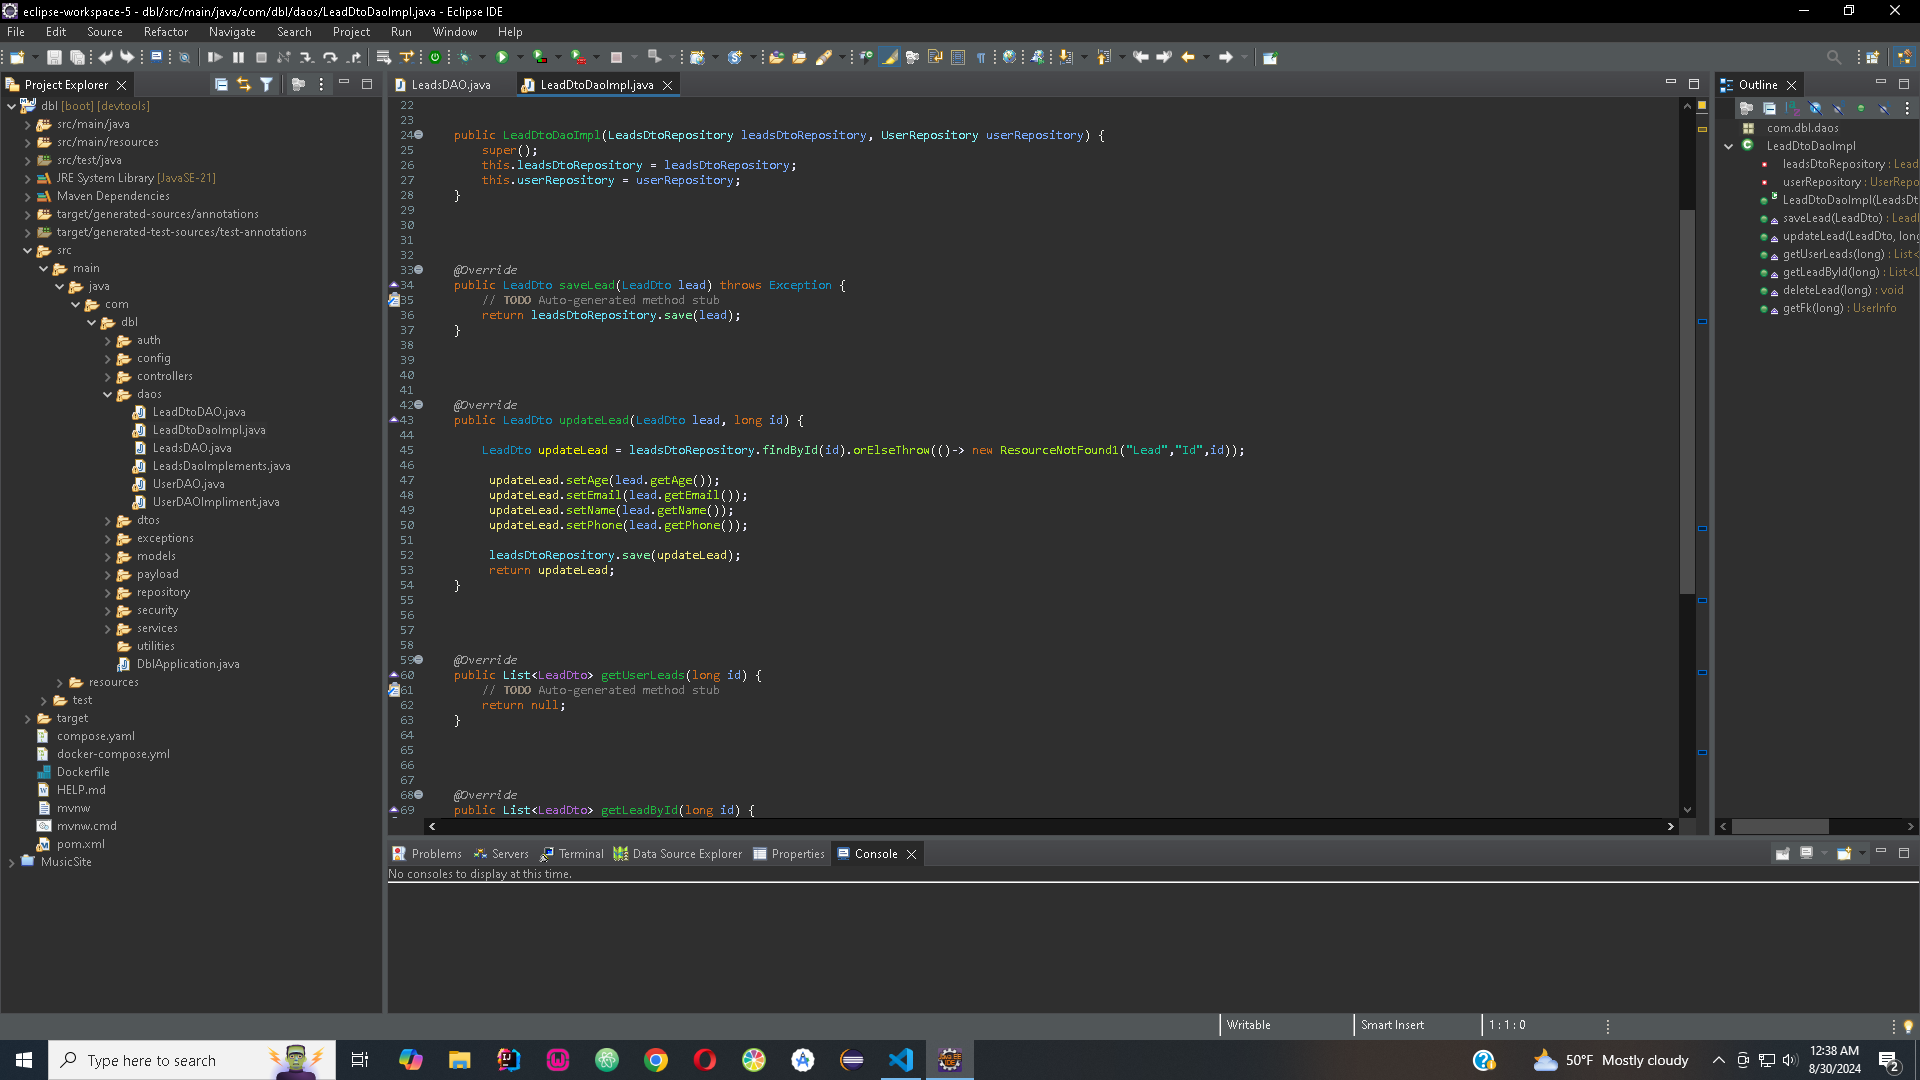 eclipse-workspace-5 - dbl/src/main/java/com/dbl/daos/LeadDtoDaoImpl.java - Eclipse IDE
File Edit Source Refactor Navigate Search Project Run Window Help
Project Explorer
dbl [boot] [devtools]
src/main/java
src/main/resources
src/test/java
JRE System Library [JavaSE-21]
Maven Dependencies
target/generated-sources/annotations
target/generated-test-sources/test-annotations
src
main
java
com
dbl
auth
config
controllers
daos
LeadDtoDAO.java
LeadDtoDaoImpl.java
LeadsDAO.java
LeadsDaoImplements.java
UserDAO.java
UserDAOImpliment.java
dtos
exceptions
models
payload
repository
security
services
utilities
DblApplication.java
resources
test
target
compose.yaml
docker-compose.yml
Dockerfile
HELP.md
mvnw
mvnw.cmd
pom.xml
MusicSite
LeadsDAO.java LeadDtoDaoImpl.java
22
23
24 public LeadDtoDaoImpl(LeadsDtoRepository leadsDtoRepository, UserRepository userRepository) {
25 super();
26 this.leadsDtoRepository = leadsDtoRepository;
27 this.userRepository = userRepository;
28 }
29
30
31
32
33 @Override
34 public LeadDto saveLead(LeadDto lead) throws Exception {
35 // TODO Auto-generated method stub
36 return leadsDtoRepository.save(lead);
37 }
38
39
40
41
42 @Override
43 public LeadDto updateLead(LeadDto lead, long id) {
44
45 LeadDto updateLead = leadsDtoRepository.findById(id).orElseThrow(()-> new ResourceNotFound1("Lead","Id",id));
46
47 updateLead.setAge(lead.getAge());
48 updateLead.setEmail(lead.getEmail());
49 updateLead.setName(lead.getName());
50 updateLead.setPhone(lead.getPhone());
51
52 leadsDtoRepository.save(updateLead);
53 return updateLead;
54 }
55
56
57
58
59 @Override
60 public List<LeadDto> getUserLeads(long id) {
61 // TODO Auto-generated method stub
62 return null;
63 }
64
65
66
67
68 @Override
69 public List<LeadDto> getLeadById(long id) {
Outline
com.dbl.daos
LeadDtoDaoImpl
leadsDtoRepository : Lead
userRepository : UserRepo
LeadDtoDaoImpl(LeadsDt
saveLead(LeadDto) : LeadI
updateLead(LeadDto, long
getUserLeads(long) : List<
getLeadById(long) : List<L
deleteLead(long) : void
getFk(long) : UserInfo
Problems Servers Terminal Data Source Explorer Properties Console
No consoles to display at this time.
Writable Smart Insert 1 : 1 : 0
Type here to search
50°F Mostly cloudy
12:38 AM
8/30/2024
2